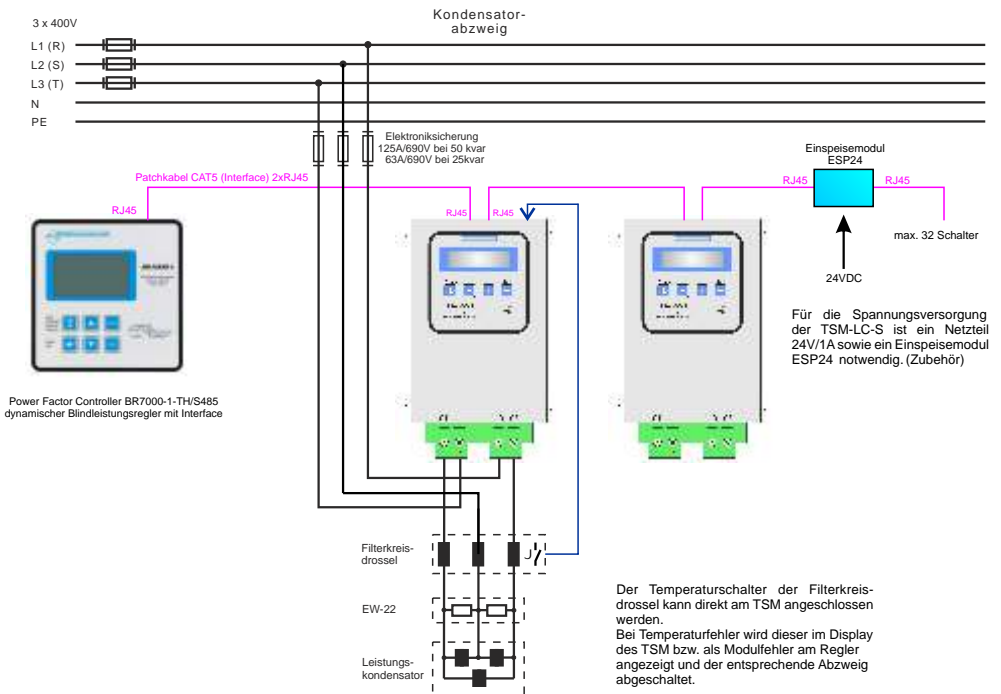 Kondensator-
abzweig
3 x 400V
L1 (R)
L2 (S)
L3 (T)
N
PE
Elektroniksicherung
125A/690V bei 50 kvar
63A/690V bei 25kvar
Patchkabel CAT5 (Interface) 2xRJ45
RJ45
RJ45
RJ45
Einspeisemodul
ESP24
RJ45
RJ45
max. 32 Schalter
24VDC
Für die Spannungsversorgung
der TSM-LC-S ist ein Netzteil
24V/1A sowie ein Einspeisemodul
ESP24 notwendig. (Zubehör)
Power Factor Controller BR7000-1-TH/S485
dynamischer Blindleistungsregler mit Interface
Filterkreis-
drossel
EW-22
Leistungs-
kondensator
Der Temperaturschalter der Filterkreis-
drossel kann direkt am TSM angeschlossen
werden.
Bei Temperaturfehler wird dieser im Display
des TSM bzw. als Modulfehler am Regler
angezeigt und der entsprechende Abzweig
abgeschaltet.